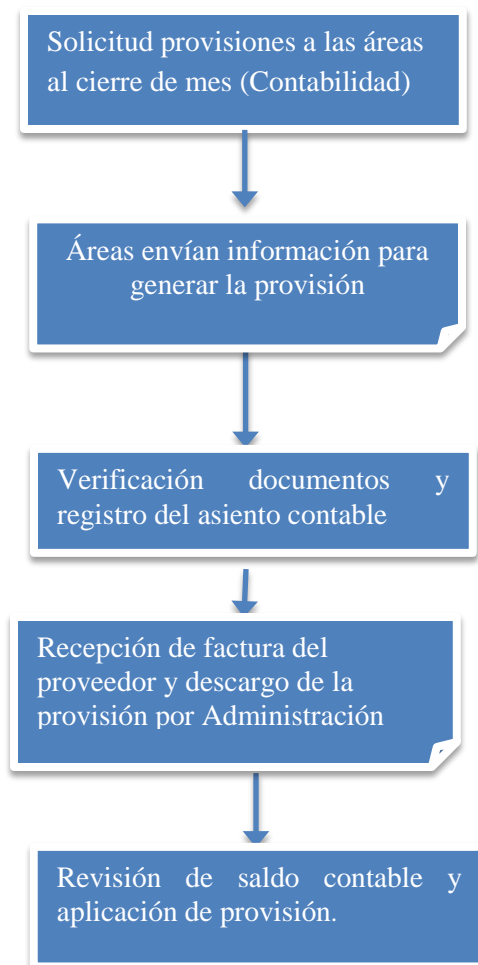 Solicitud provisiones a las áreas
al cierre de mes (Contabilidad)
Áreas envían información para
generar la provisión
Verificación documentos y
registro del asiento contable
Recepción de factura del
proveedor y descargo de la
provisión por Administración
Revisión de saldo contable y
aplicación de provisión.